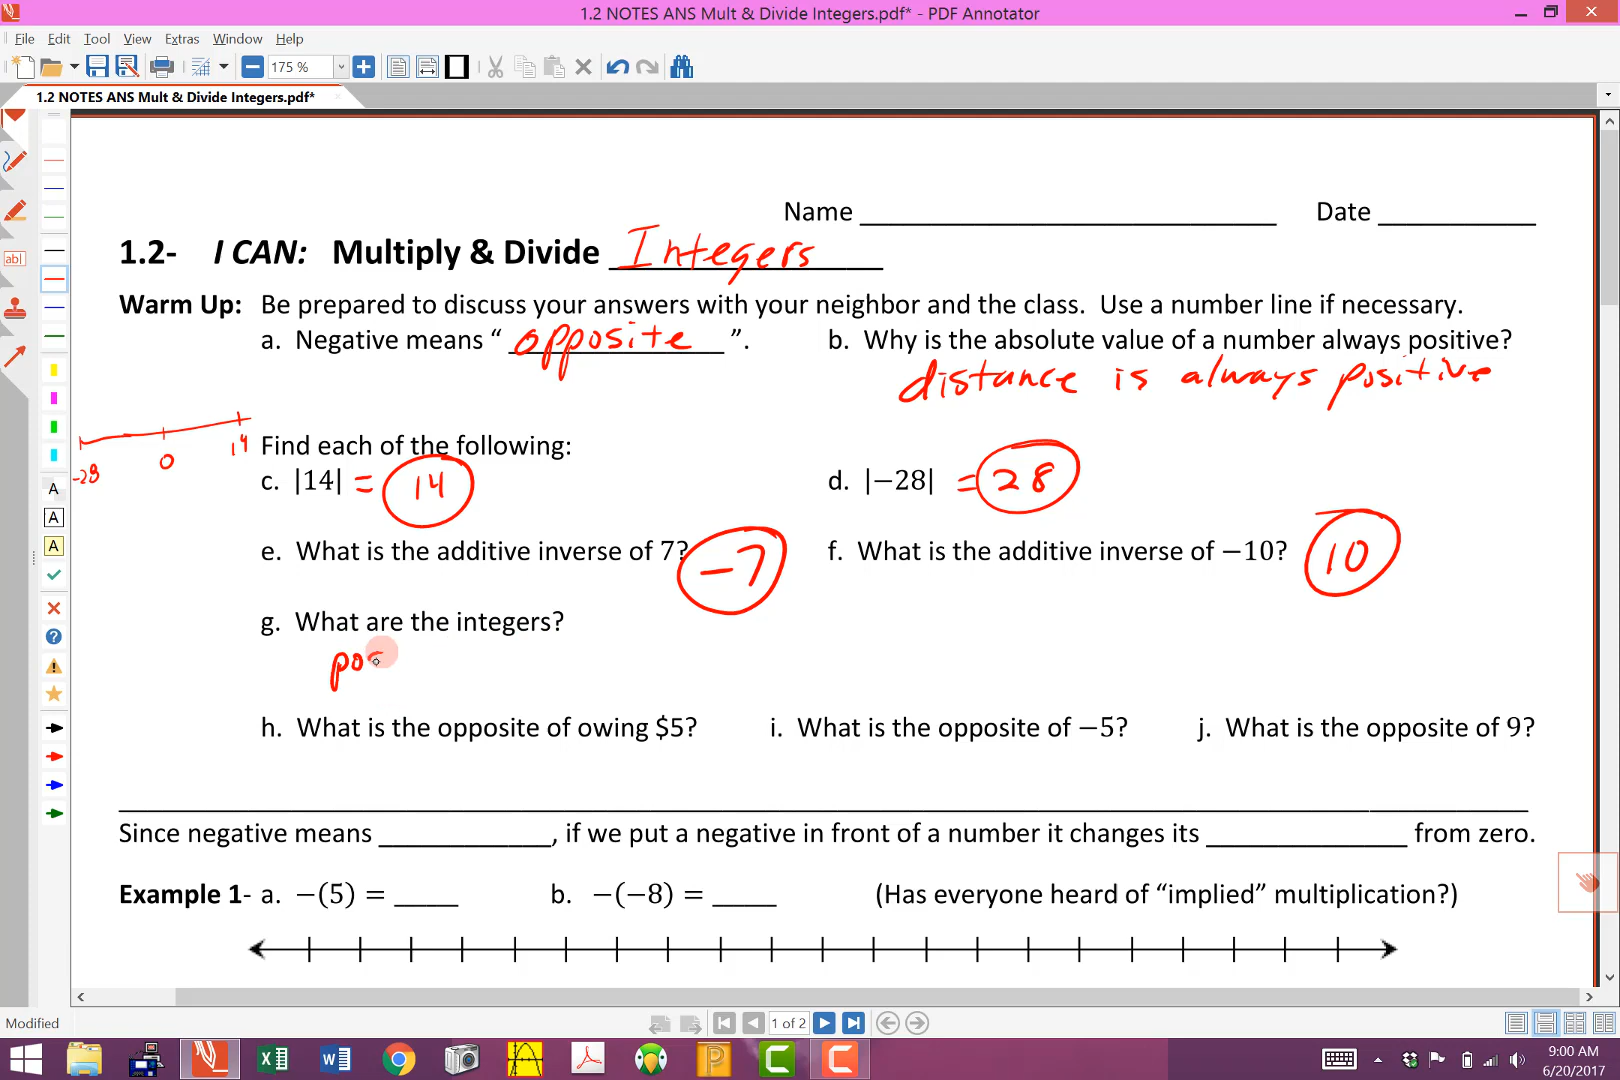 1.2 NOTES ANS Mult & Divide Integers.pdf* - PDF Annotator
File Edit Tool View Extras Window Help
175 %
1.2 NOTES ANS Mult & Divide Integers.pdf*
Name ____ Date ____
1.2- I CAN: Multiply & Divide Integers
Warm Up: Be prepared to discuss your answers with your neighbor and the class. Use a number line if necessary.
a. Negative means “ opposite ”. b. Why is the absolute value of a number always positive?
distance is always positive
-28 0 14
Find each of the following:
c. |14| = 14 d. |−28| = 28
e. What is the additive inverse of 7? -7 f. What is the additive inverse of −10? 10
g. What are the integers?
pos
h. What is the opposite of owing $5? i. What is the opposite of −5? j. What is the opposite of 9?
Since negative means ____, if we put a negative in front of a number it changes its ____ from zero.
Example 1- a. −(5) = ____ b. −(−8) = ____ (Has everyone heard of “implied” multiplication?)
Modified
1 of 2
9:00 AM
6/20/2017